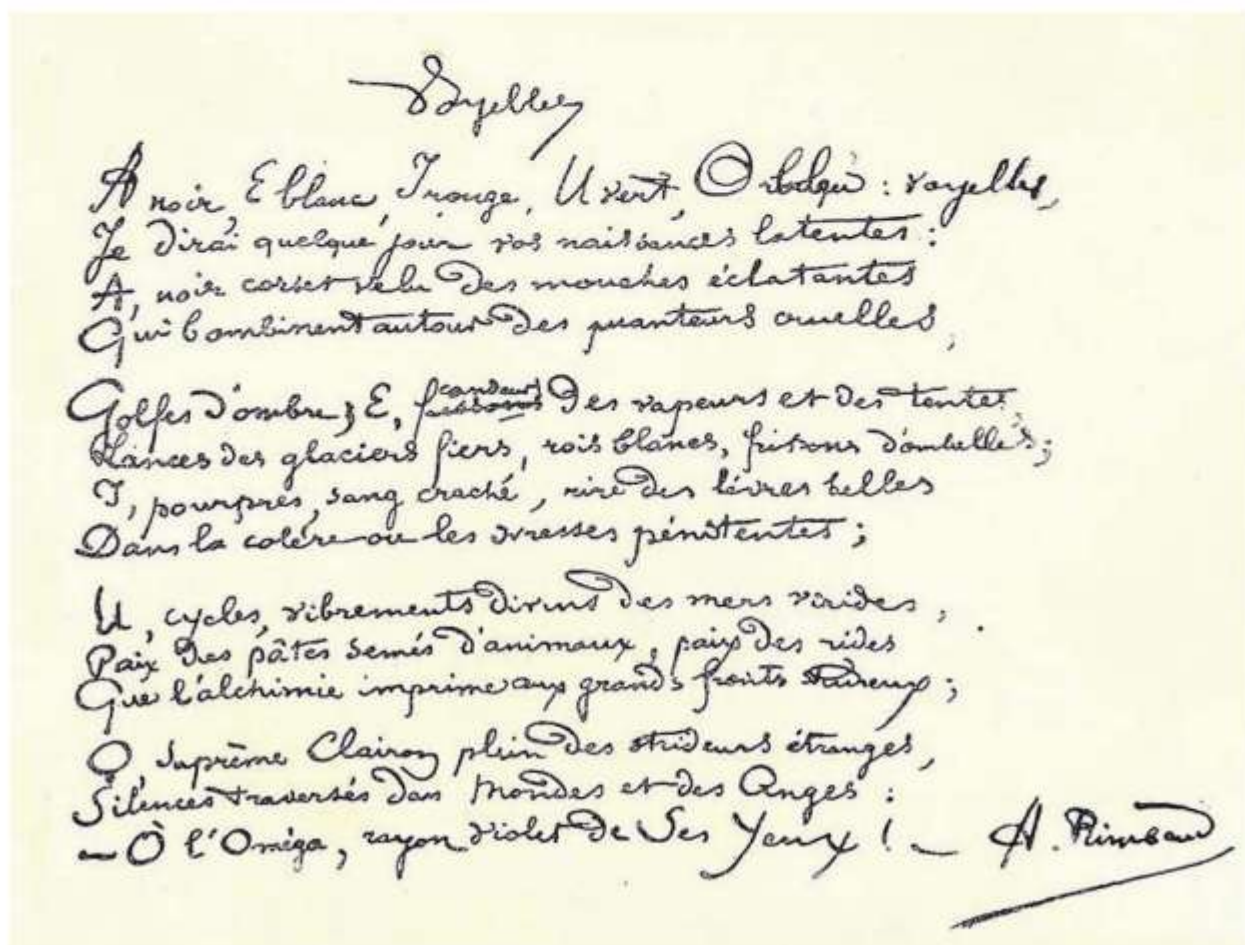 Voyelles
A noir, E blanc, I rouge, U vert, O bleu : voyelles,
Je dirai quelque jour vos naissances latentes :
A, noir corset velu des mouches éclatantes
Qui bombinent autour des puanteurs cruelles,
Golfes d'ombre ; E, candeurs des vapeurs et des tentes,
Lances des glaciers fiers, rois blancs, frissons d'ombelles ;
I, pourpres, sang craché, rire des lèvres belles
Dans la colère ou les ivresses pénitentes ;
U, cycles, vibrements divins des mers virides,
Paix des pâtis semés d'animaux, paix des rides
Que l'alchimie imprime aux grands fronts studieux ;
O, suprême Clairon plein des strideurs étranges,
Silences traversés des Mondes et des Anges :
— Ô l'Oméga, rayon violet de Ses Yeux ! — A. Rimbaud